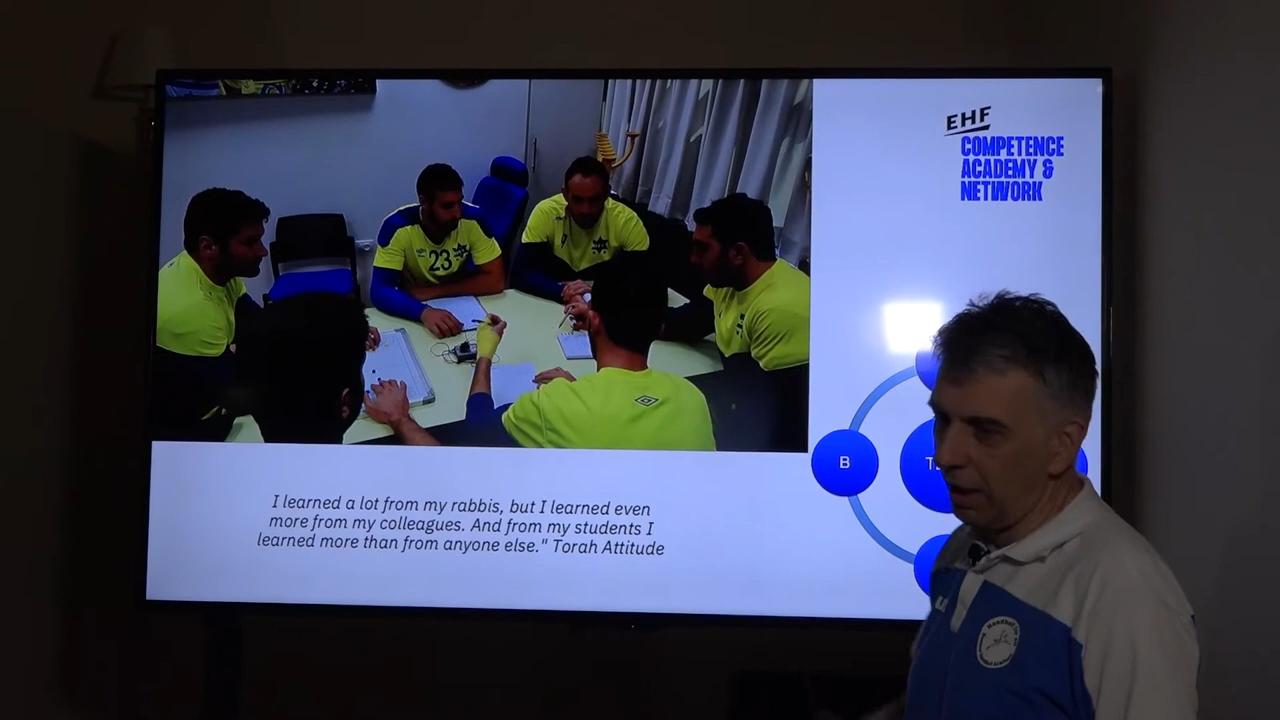 EHF
COMPETENCE
ACADEMY &
NETWORK
23
B
I learned a lot from my rabbis, but I learned even
more from my colleagues. And from my students I
learned more than from anyone else." Torah Attitude